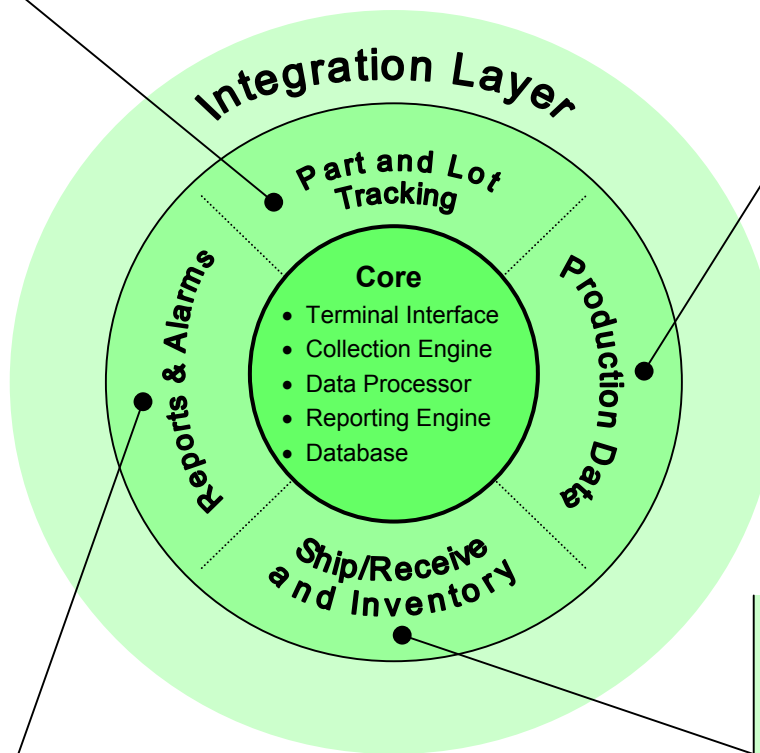 Integration Layer
Part and Lot
Tracking
Reports & Alarms
Core
• Terminal Interface
• Collection Engine
• Data Processor
• Reporting Engine
• Database
Production Data
Ship/Receive
and Inventory